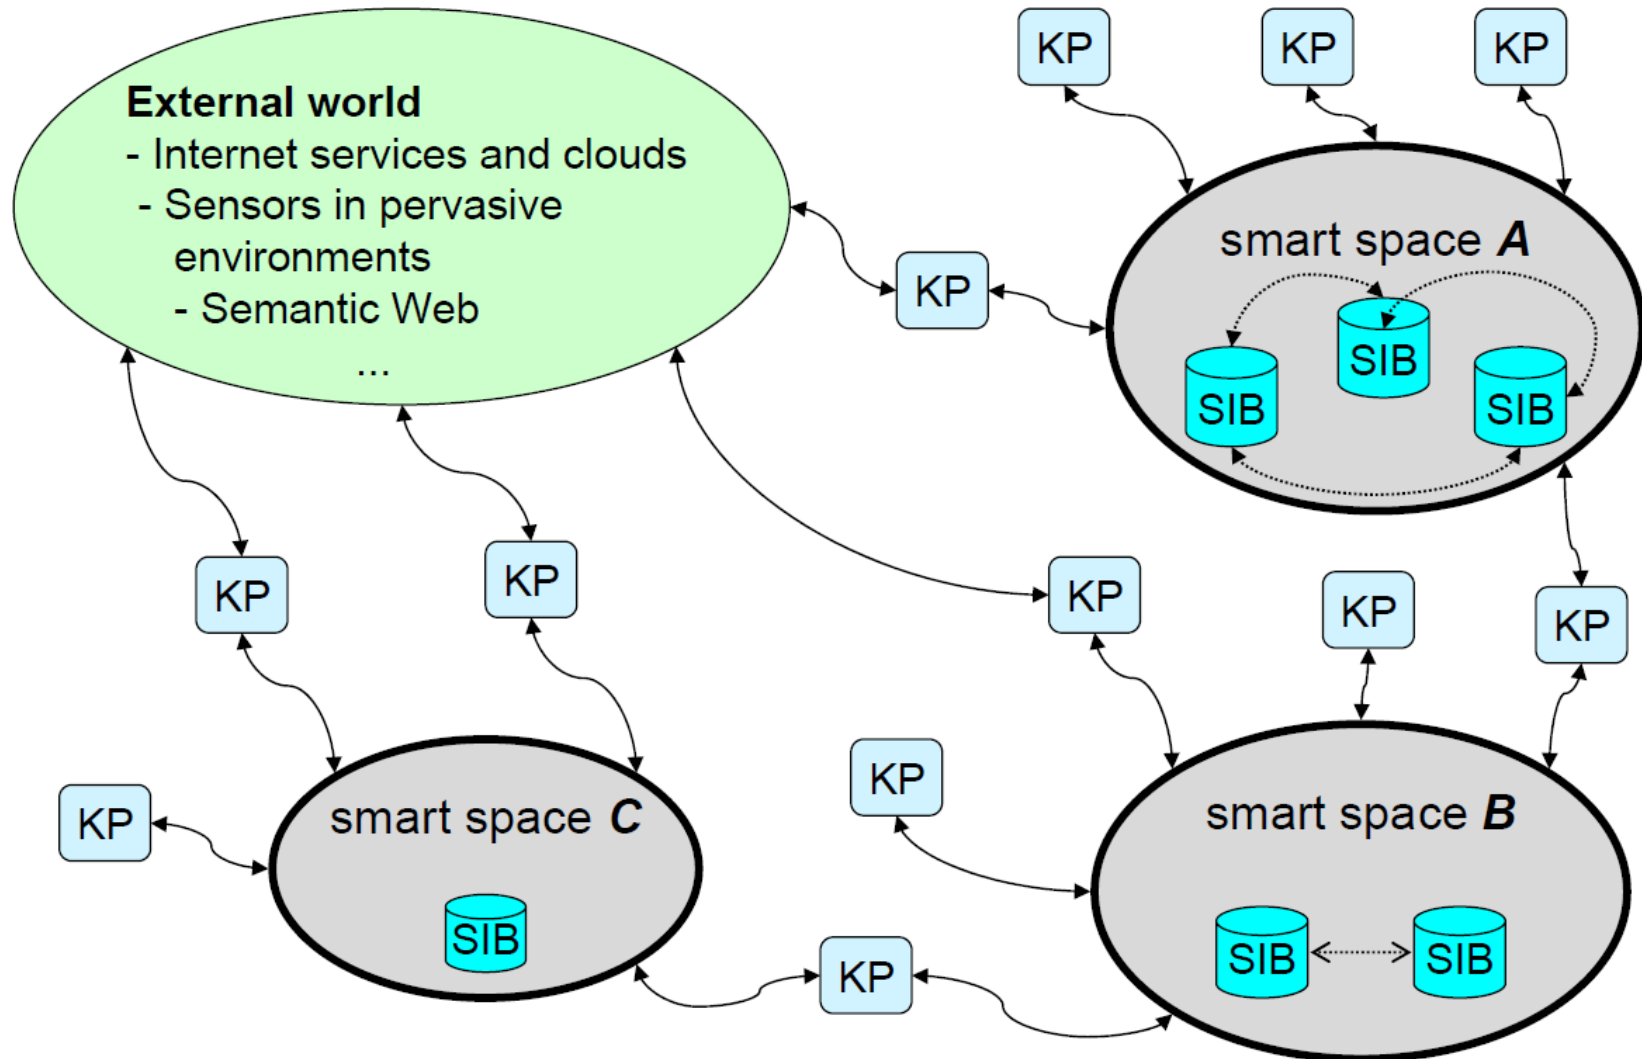 KP
KP
KP
External world
- Internet services and clouds
- Sensors in pervasive
environments
- Semantic Web
...
KP
smart space A
SIB
SIB
SIB
KP
KP
KP
KP
KP
KP
KP
smart space C
SIB
smart space B
SIB
SIB
KP
KP